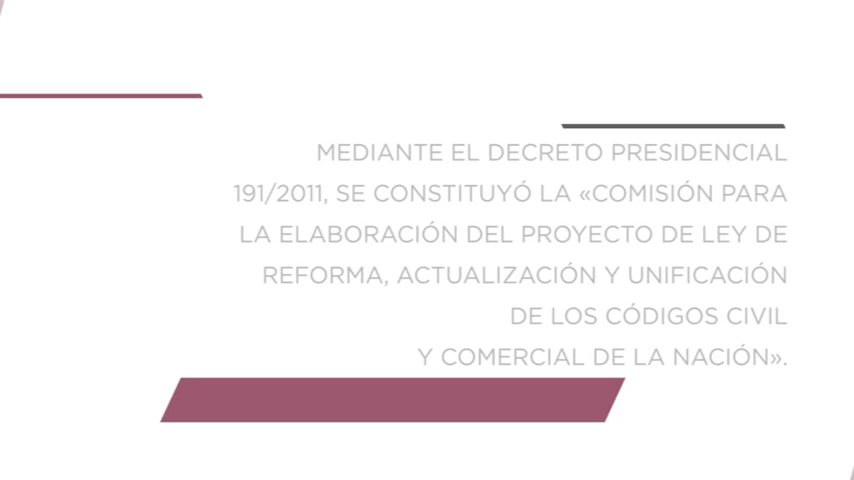 MEDIANTE EL DECRETO PRESIDENCIAL
191/2011, SE CONSTITUYÓ LA «COMISIÓN PARA
LA ELABORACIÓN DEL PROYECTO DE LEY DE
REFORMA, ACTUALIZACIÓN Y UNIFICACIÓN
DE LOS CÓDIGOS CIVIL
Y COMERCIAL DE LA NACIÓN».